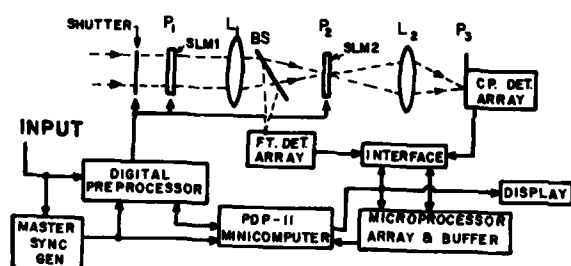 SHUTTER
P1
SLM1
L1
BS
P2
SLM2
L2
P3
C.P. DET.
ARRAY
INPUT
FT. DET.
ARRAY
INTERFACE
DIGITAL
PREPROCESSOR
DISPLAY
MASTER
SYNC
GEN
PDP-11
MINICOMPUTER
MICROPROCESSOR
ARRAY & BUFFER